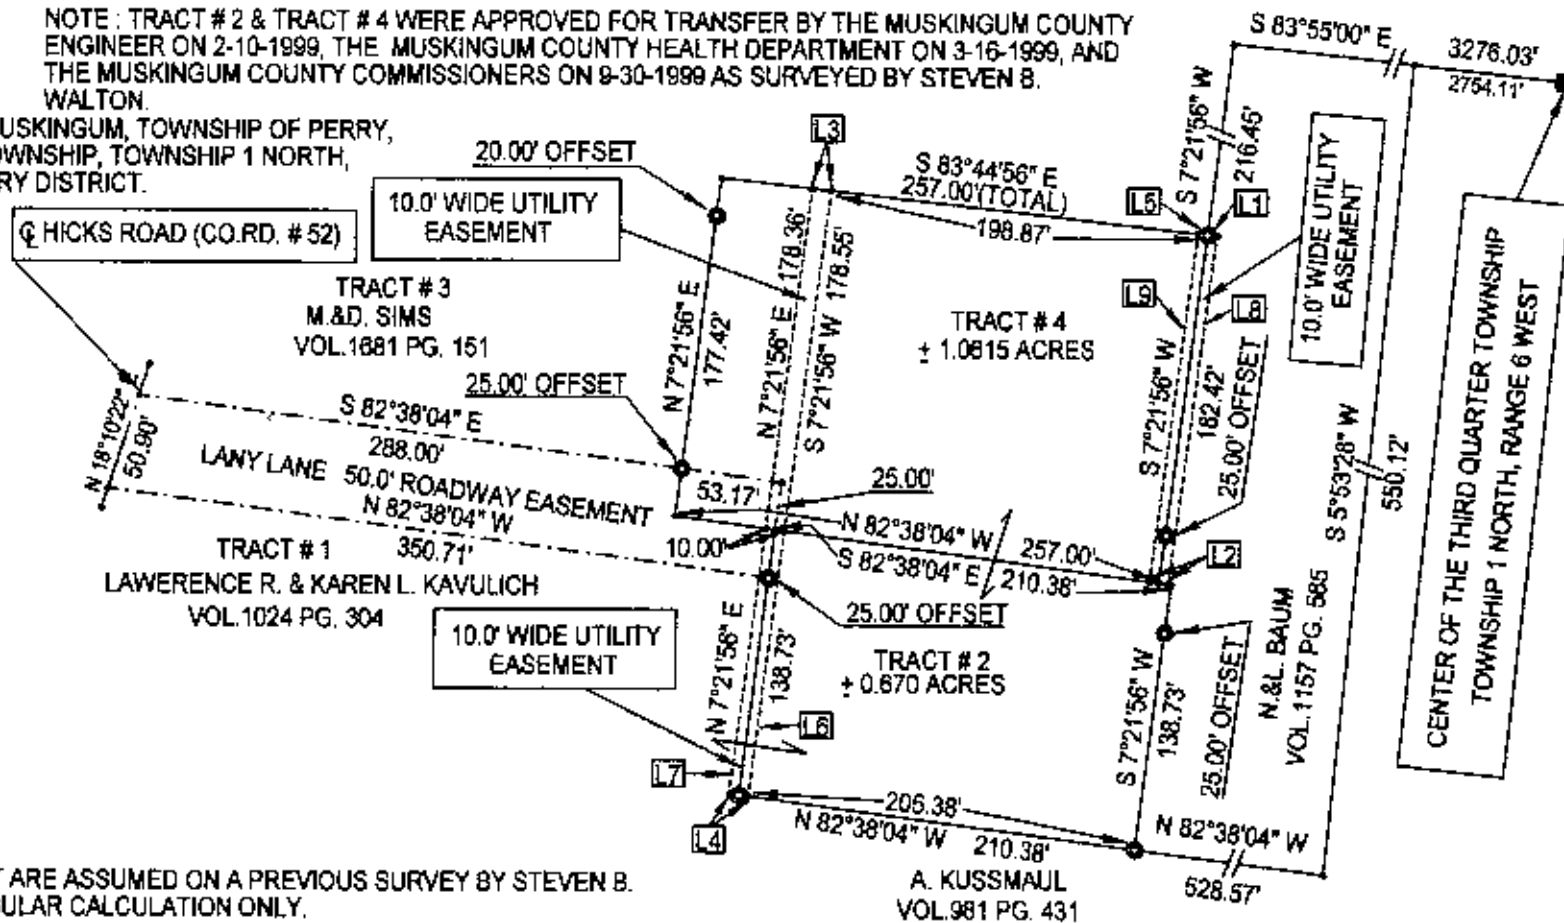 NOTE : TRACT # 2 & TRACT # 4 WERE APPROVED FOR TRANSFER BY THE MUSKINGUM COUNTY
ENGINEER ON 2-10-1999, THE MUSKINGUM COUNTY HEALTH DEPARTMENT ON 3-16-1999, AND
THE MUSKINGUM COUNTY COMMISSIONERS ON 9-30-1999 AS SURVEYED BY STEVEN B.
WALTON.
USKINGUM, TOWNSHIP OF PERRY,
OWNSHIP, TOWNSHIP 1 NORTH,
RY DISTRICT.
S 83°55'00" E
3276.03'
2754.11'
S 7°21'56" W
216.46'
20.00' OFFSET
L3
S 83°44'56" E
257.00'(TOTAL)
198.87'
L5
L1
10.0' WIDE UTILITY
EASEMENT
10.0' WIDE UTILITY
EASEMENT
℄ HICKS ROAD (CO.RD. # 52)
TRACT # 3
M.&D. SIMS
VOL.1681 PG. 151
N 7°21'56" E
177.42'
N 7°21'56" E 178.36'
S 7°21'56" W 178.55'
TRACT # 4
± 1.0815 ACRES
L9
L8
S 7°21'56" W
S 7°21'56" W
182.42'
25.00' OFFSET
S 5°53'28" W
550.12'
CENTER OF THE THIRD QUARTER TOWNSHIP
TOWNSHIP 1 NORTH, RANGE 6 WEST
25.00' OFFSET
N 18°10'22"
50.90'
S 82°38'04" E
288.00'
LANY LANE 50.0' ROADWAY EASEMENT
N 82°38'04" W
350.71'
53.17'
25.00'
10.00'
N 82°38'04" W
257.00'
S 82°38'04" E
210.38'
L2
TRACT # 1
LAWERENCE R. & KAREN L. KAVULICH
VOL.1024 PG. 304
25.00' OFFSET
10.0' WIDE UTILITY
EASEMENT
N 7°21'56" E
138.73'
TRACT # 2
± 0.670 ACRES
L6
L7
L4
S 7°21'56" W
138.73'
25.00' OFFSET
N.&L. BAUM
VOL.1157 PG. 585
206.38'
N 82°38'04" W
210.38'
N 82°38'04" W
528.57'
A. KUSSMAUL
VOL.981 PG. 431
T ARE ASSUMED ON A PREVIOUS SURVEY BY STEVEN B.
ULAR CALCULATION ONLY.